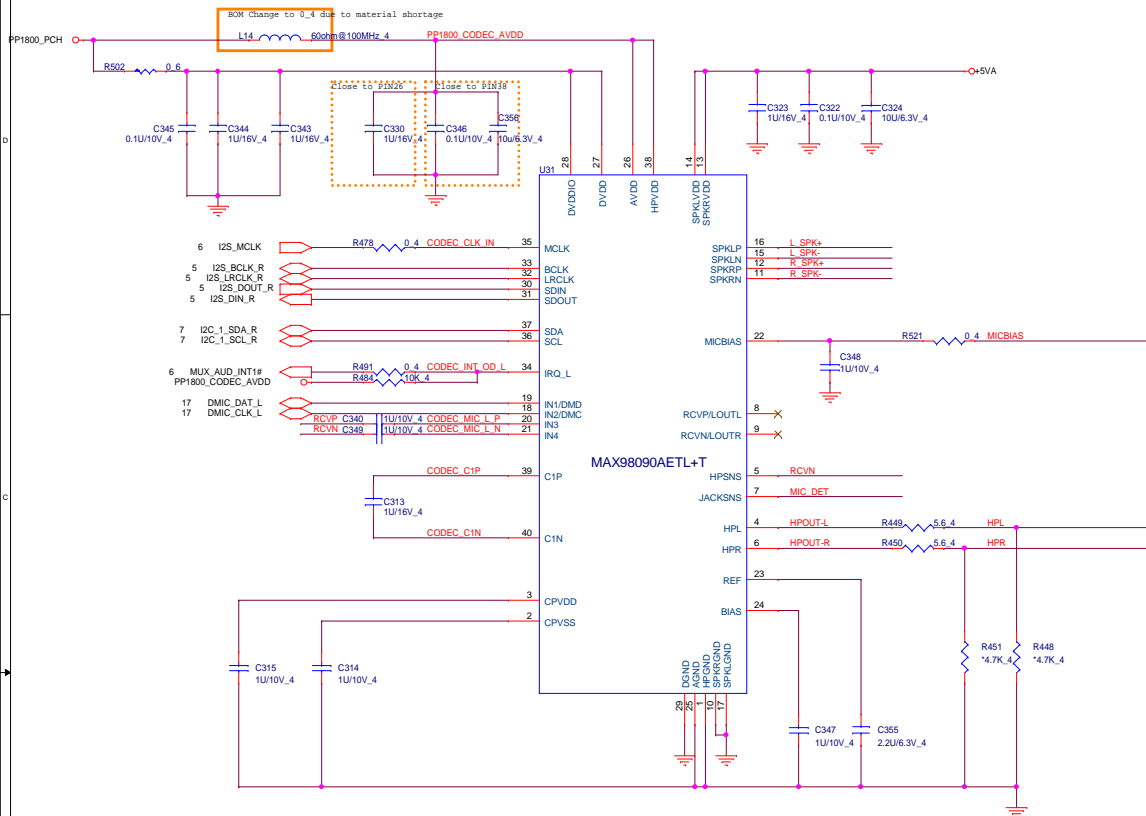 BOM Change to 0_4 due to material shortage
PP1800_PCH
L14
60ohm@100MHz_4
PP1800_CODEC_AVDD
R502
0_6
+5VA
Close to PIN26
Close to PIN38
C345
0.1U/10V_4
C344
1U/16V_4
C343
1U/16V_4
C330
1U/16V_4
C346
0.1U/10V_4
C356
10u/6.3V_4
C323
1U/16V_4
C322
0.1U/10V_4
C324
10U/6.3V_4
D
U31
28
27
26
38
14
13
DVDDIO
DVDD
AVDD
HPVDD
SPKLVDD
SPKRVDD
6 I2S_MCLK
R478
0_4
CODEC_CLK_IN
35
MCLK
5 I2S_BCLK_R
33
BCLK
5 I2S_LRCLK_R
32
LRCLK
5 I2S_DOUT_R
30
SDIN
5 I2S_DIN_R
31
SDOUT
7 I2C_1_SDA_R
37
SDA
7 I2C_1_SCL_R
36
SCL
6 MUX_AUD_INT1#
R491
0_4
CODEC_INT_OD_L
34
IRQ_L
PP1800_CODEC_AVDD
R484
10K_4
17 DMIC_DAT_L
19
IN1/DMD
17 DMIC_CLK_L
18
IN2/DMC
RCVP
C340
1U/10V_4
CODEC_MIC_L_P
20
IN3
RCVN
C349
1U/10V_4
CODEC_MIC_L_N
21
IN4
MAX98090AETL+T
CODEC_C1P
39
C1P
C313
1U/16V_4
CODEC_C1N
40
C1N
C
3
CPVDD
2
CPVSS
C315
1U/10V_4
C314
1U/10V_4
SPKLP
16
L_SPK+
SPKLN
15
L_SPK-
SPKRP
12
R_SPK+
SPKRN
11
R_SPK-
MICBIAS
22
R521
0_4
MICBIAS
C348
1U/10V_4
RCVP/LOUTL
8
RCVN/LOUTR
9
HPSNS
5
RCVN
JACKSNS
7
MIC_DET
HPL
4
HPOUT-L
R449
5.6_4
HPL
HPR
6
HPOUT-R
R450
5.6_4
HPR
REF
23
BIAS
24
R451
*4.7K_4
R448
*4.7K_4
DGND
AGND
HPGND
SPKRGND
SPKLGND
29
25
1
10
17
C347
1U/10V_4
C355
2.2U/6.3V_4